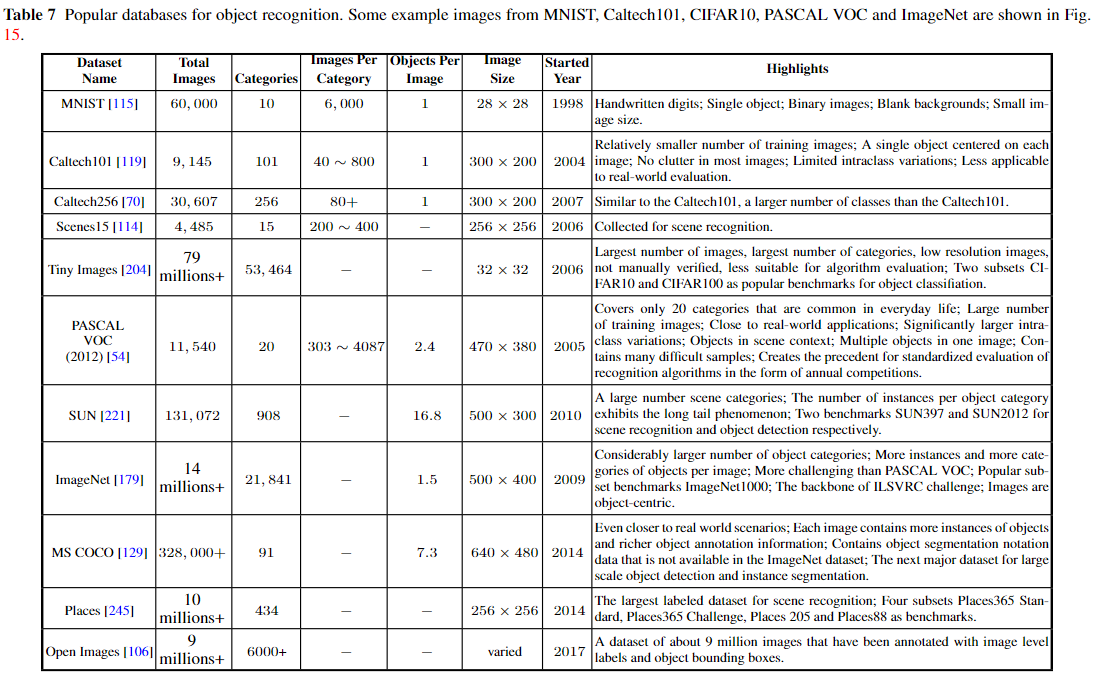 Table 7 Popular databases for object recognition. Some example images from MNIST, Caltech101, CIFAR10, PASCAL VOC and ImageNet are shown in Fig.
15.
Dataset Name | Total Images | Categories | Images Per Category | Objects Per Image | Image Size | Started Year | Highlights
MNIST [115] 60,000 10 6,000 1 28 × 28 1998 Handwritten digits; Single object; Binary images; Blank backgrounds; Small im-
age size.
Caltech101 [119] 9,145 101 40 ∼ 800 1 300 × 200 2004 Relatively smaller number of training images; A single object centered on each
image; No clutter in most images; Limited intraclass variations; Less applicable
to real-world evaluation.
Caltech256 [70] 30,607 256 80+ 1 300 × 200 2007 Similar to the Caltech101, a larger number of classes than the Caltech101.
Scenes15 [114] 4,485 15 200 ∼ 400 − 256 × 256 2006 Collected for scene recognition.
Tiny Images [204] 79 millions+ 53,464 − − 32 × 32 2006 Largest number of images, largest number of categories, low resolution images,
not manually verified, less suitable for algorithm evaluation; Two subsets CI-
FAR10 and CIFAR100 as popular benchmarks for object classifiation.
PASCAL VOC (2012) [54] 11,540 20 303 ∼ 4087 2.4 470 × 380 2005 Covers only 20 categories that are common in everyday life; Large number
of training images; Close to real-world applications; Significantly larger intra-
class variations; Objects in scene context; Multiple objects in one image; Con-
tains many difficult samples; Creates the precedent for standardized evaluation of
recognition algorithms in the form of annual competitions.
SUN [221] 131,072 908 − 16.8 500 × 300 2010 A large number scene categories; The number of instances per object category
exhibits the long tail phenomenon; Two benchmarks SUN397 and SUN2012 for
scene recognition and object detection respectively.
ImageNet [179] 14 millions+ 21,841 − 1.5 500 × 400 2009 Considerably larger number of object categories; More instances and more cate-
gories of objects per image; More challenging than PASCAL VOC; Popular sub-
set benchmarks ImageNet1000; The backbone of ILSVRC challenge; Images are
object-centric.
MS COCO [129] 328,000+ 91 − 7.3 640 × 480 2014 Even closer to real world scenarios; Each image contains more instances of objects
and richer object annotation information; Contains object segmentation notation
data that is not available in the ImageNet dataset; The next major dataset for large
scale object detection and instance segmentation.
Places [245] 10 millions+ 434 − − 256 × 256 2014 The largest labeled dataset for scene recognition; Four subsets Places365 Stan-
dard, Places365 Challenge, Places 205 and Places88 as benchmarks.
Open Images [106] 9 millions+ 6000+ − − varied 2017 A dataset of about 9 million images that have been annotated with image level
labels and object bounding boxes.